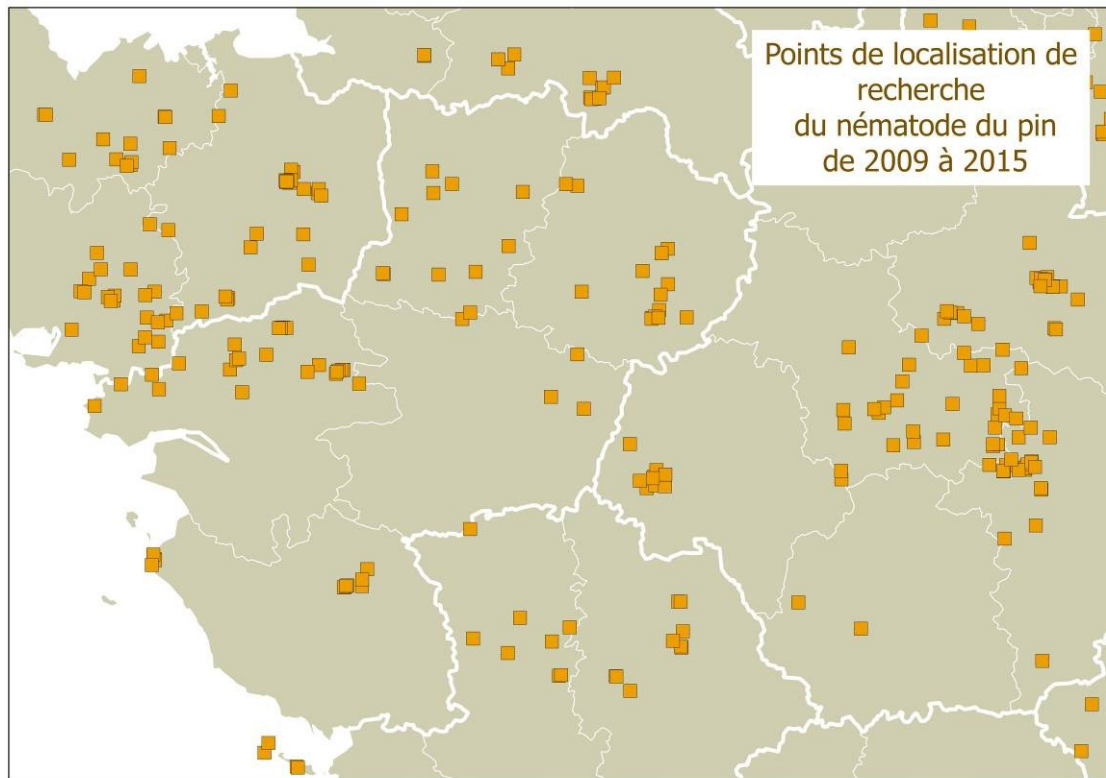 Points de localisation de
recherche
du nématode du pin
de 2009 à 2015